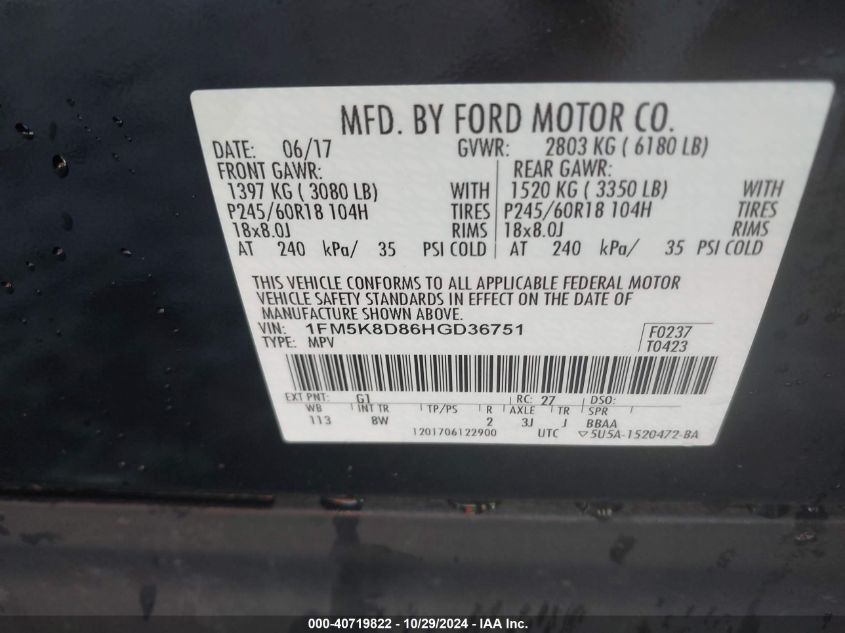 MFD. BY FORD MOTOR CO.
DATE: 06/17 GVWR: 2803 KG ( 6180 LB)
FRONT GAWR: REAR GAWR:
1397 KG ( 3080 LB) WITH 1520 KG ( 3350 LB) WITH
P245/60R18 104H TIRES P245/60R18 104H TIRES
18x8.0J RIMS 18x8.0J RIMS
AT 240 kPa/ 35 PSI COLD AT 240 kPa/ 35 PSI COLD
THIS VEHICLE CONFORMS TO ALL APPLICABLE FEDERAL MOTOR
VEHICLE SAFETY STANDARDS IN EFFECT ON THE DATE OF
MANUFACTURE SHOWN ABOVE.
VIN: 1FM5K8D86HGD36751 F0237
TYPE: MPV T0423
EXT PNT: G1 RC: 27 DSO:
WB INT TR TP/PS R AXLE TR SPR
113 8W 2 3J J BBAA
1201706122900 UTC ▽5U5A-1520472-BA
000-40719822 - 10/29/2024 - IAA Inc.